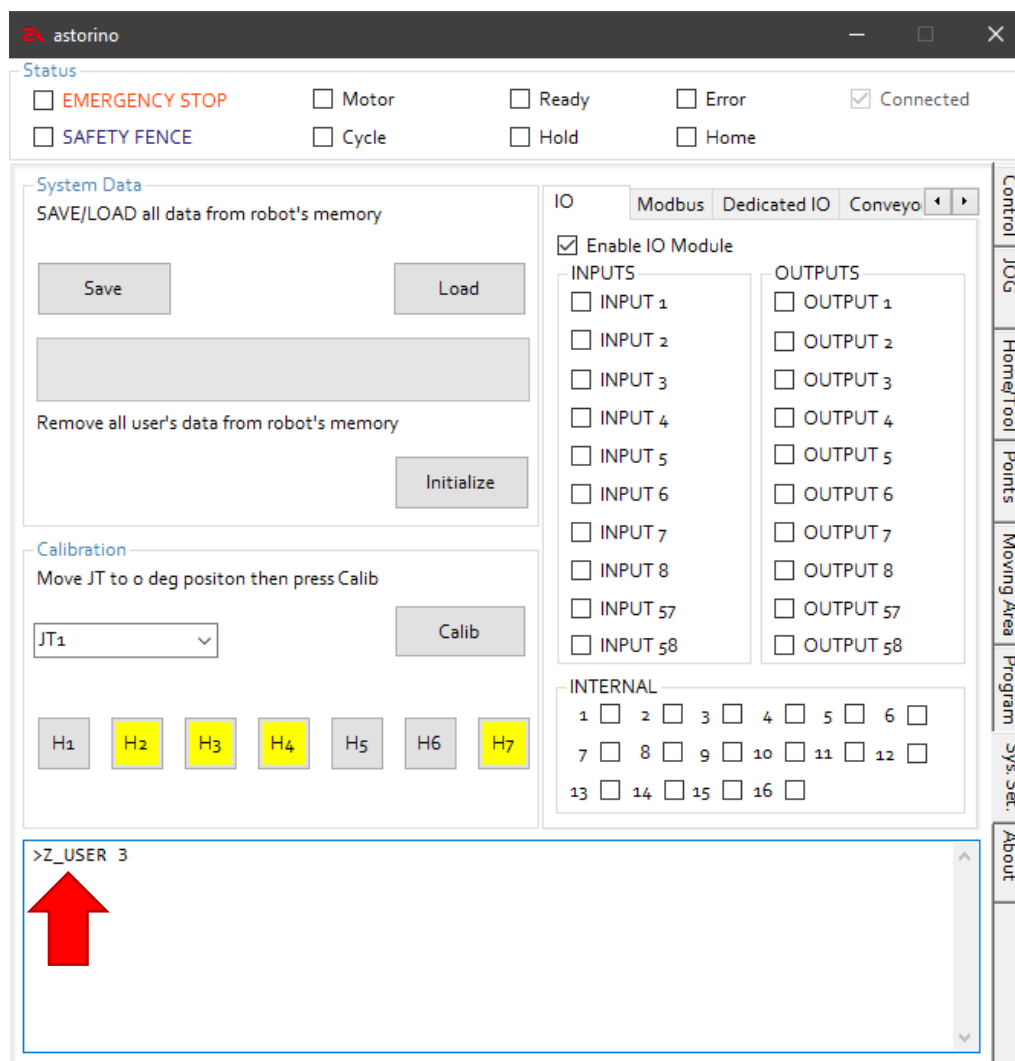 astorino
Status
EMERGENCY STOP
Motor
Ready
Error
Connected
SAFETY FENCE
Cycle
Hold
Home
System Data
SAVE/LOAD all data from robot's memory
Save
Load
Remove all user's data from robot's memory
Initialize
Calibration
Move JT to 0 deg positon then press Calib
JT1
Calib
H1
H2
H3
H4
H5
H6
H7
IO
Modbus
Dedicated IO
Conveyo
Enable IO Module
INPUTS
INPUT 1
INPUT 2
INPUT 3
INPUT 4
INPUT 5
INPUT 6
INPUT 7
INPUT 8
INPUT 57
INPUT 58
OUTPUTS
OUTPUT 1
OUTPUT 2
OUTPUT 3
OUTPUT 4
OUTPUT 5
OUTPUT 6
OUTPUT 7
OUTPUT 8
OUTPUT 57
OUTPUT 58
INTERNAL
1 2 3 4 5 6
7 8 9 10 11 12
13 14 15 16
Control
JOG
Home/Tool
Points
Moving Area
Program
Sys. Set.
About
>Z_USER 3